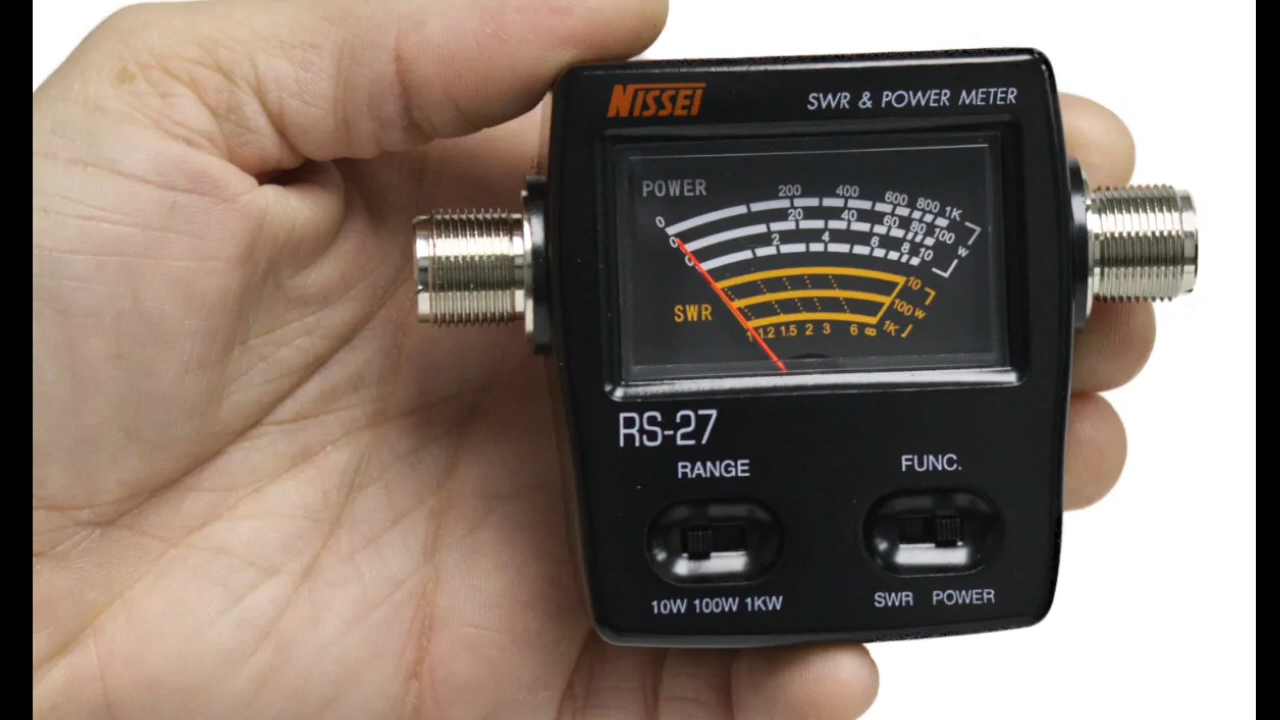 NISSEI
SWR & POWER METER
POWER
200 400 600 800 1K
0 20 40 60 80 100 W
0 2 4 6 8 10
0
10
SWR
100 W
1 1.2 1.5 2 3 6 ∞ 1K
RS-27
RANGE
FUNC.
10W 100W 1KW
SWR POWER